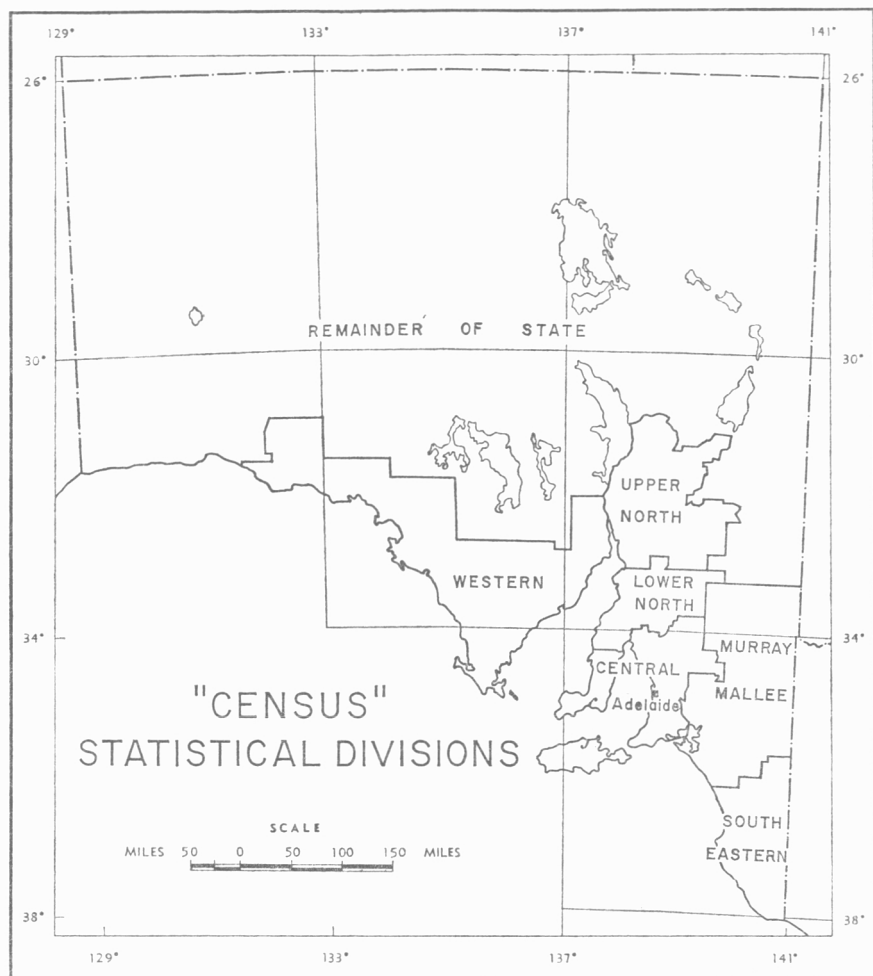 129° 133° 137° 141°
26° 26°
REMAINDER OF STATE
30° 30°
UPPER
NORTH
WESTERN
LOWER
NORTH
34° 34°
MURRAY
CENTRAL
MALLEE
Adelaide
"CENSUS"
STATISTICAL DIVISIONS
SOUTH
EASTERN
SCALE
MILES 50 0 50 100 150 MILES
38° 38°
129° 133° 137° 141°